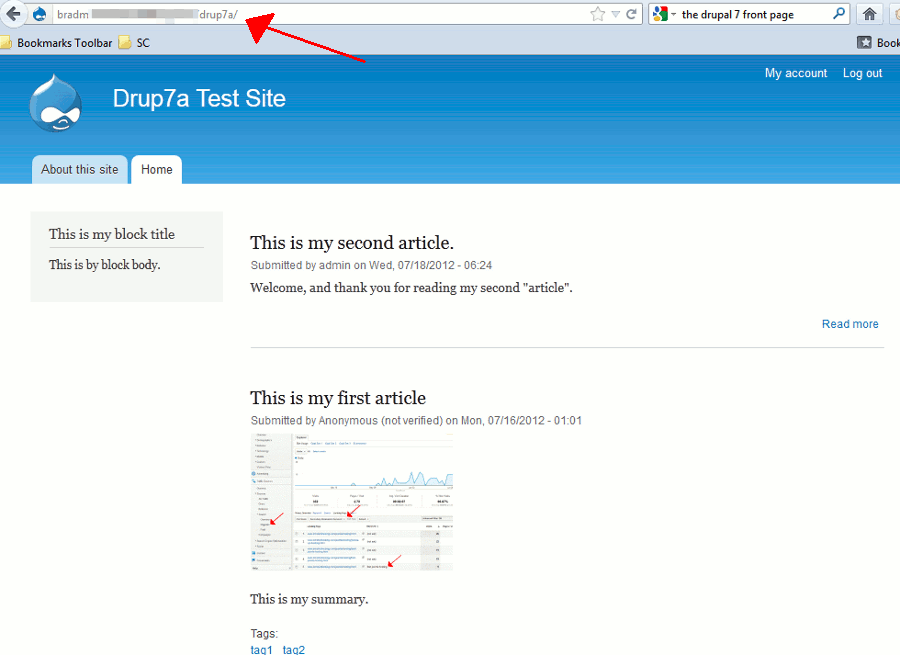 bradm drup7a/
the drupal 7 front page
Bookmarks Toolbar SC
My account Log out
Drup7a Test Site
About this site Home
This is my block title
This is by block body.
This is my second article.
Submitted by admin on Wed, 07/18/2012 - 06:24
Welcome, and thank you for reading my second "article".
Read more
This is my first article
Submitted by Anonymous (not verified) on Mon, 07/16/2012 - 01:01
This is my summary.
Tags:
tag1 tag2